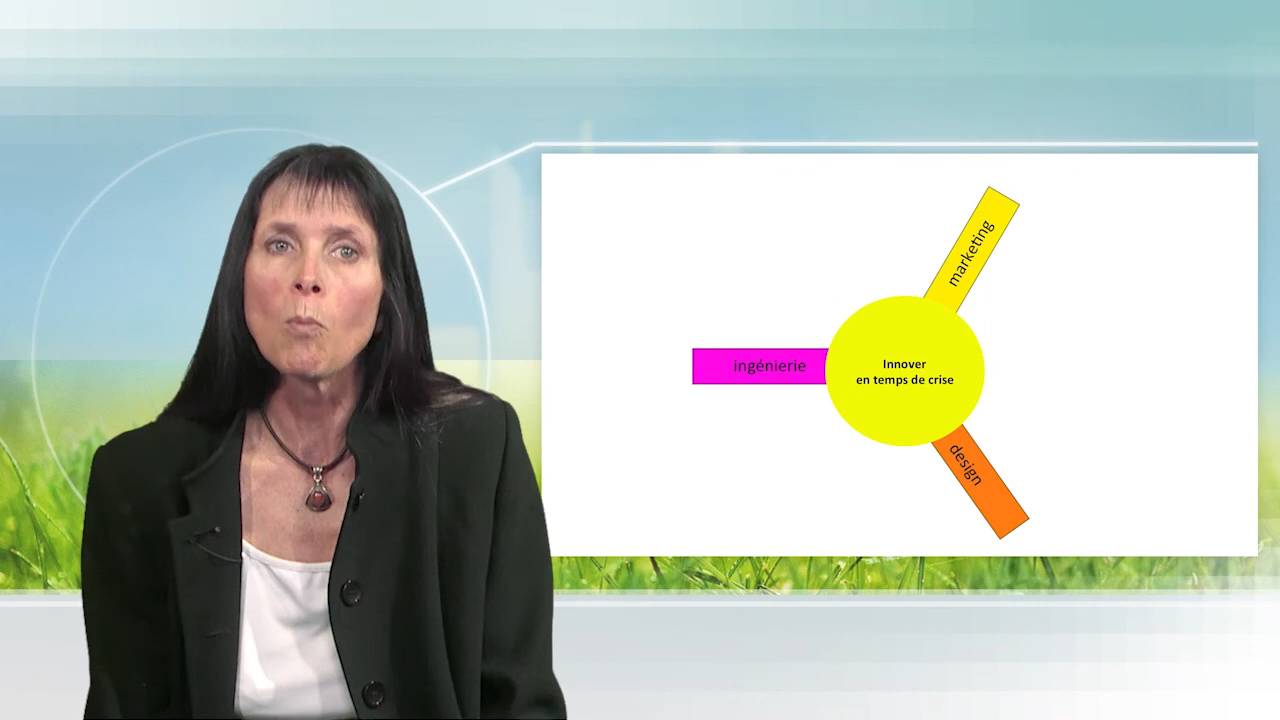 marketing
ingénierie
Innover
en temps de crise
design